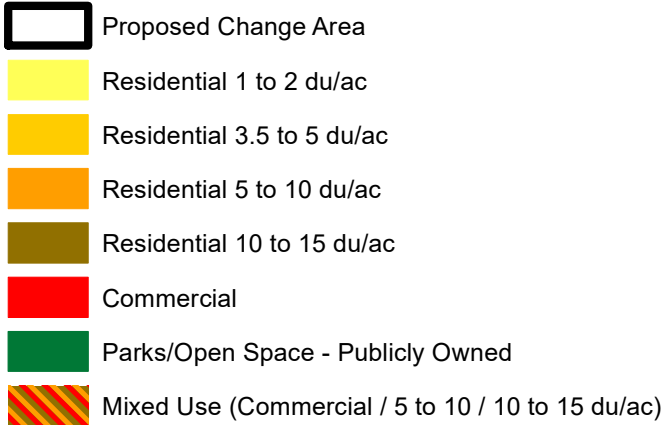 Proposed Change Area
Residential 1 to 2 du/ac
Residential 3.5 to 5 du/ac
Residential 5 to 10 du/ac
Residential 10 to 15 du/ac
Commercial
Parks/Open Space - Publicly Owned
Mixed Use (Commercial / 5 to 10 / 10 to 15 du/ac)